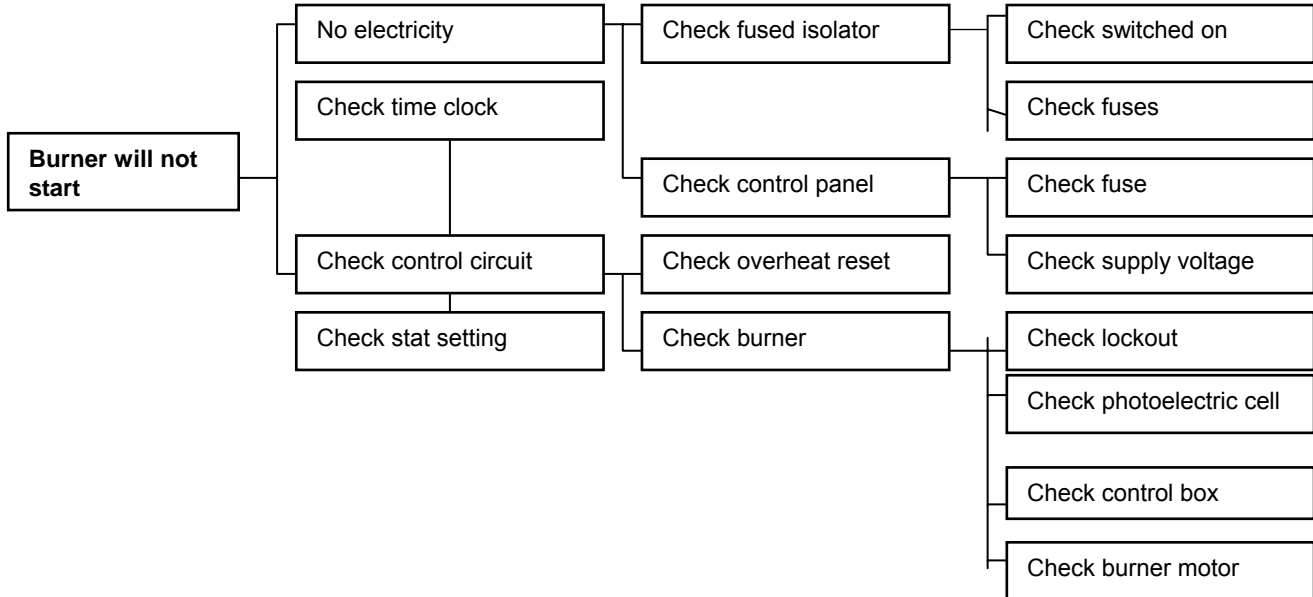 No electricity
Check fused isolator
Check switched on
Check time clock
Check fuses
Burner will not
start
Check control panel
Check fuse
Check control circuit
Check overheat reset
Check supply voltage
Check stat setting
Check burner
Check lockout
Check photoelectric cell
Check control box
Check burner motor